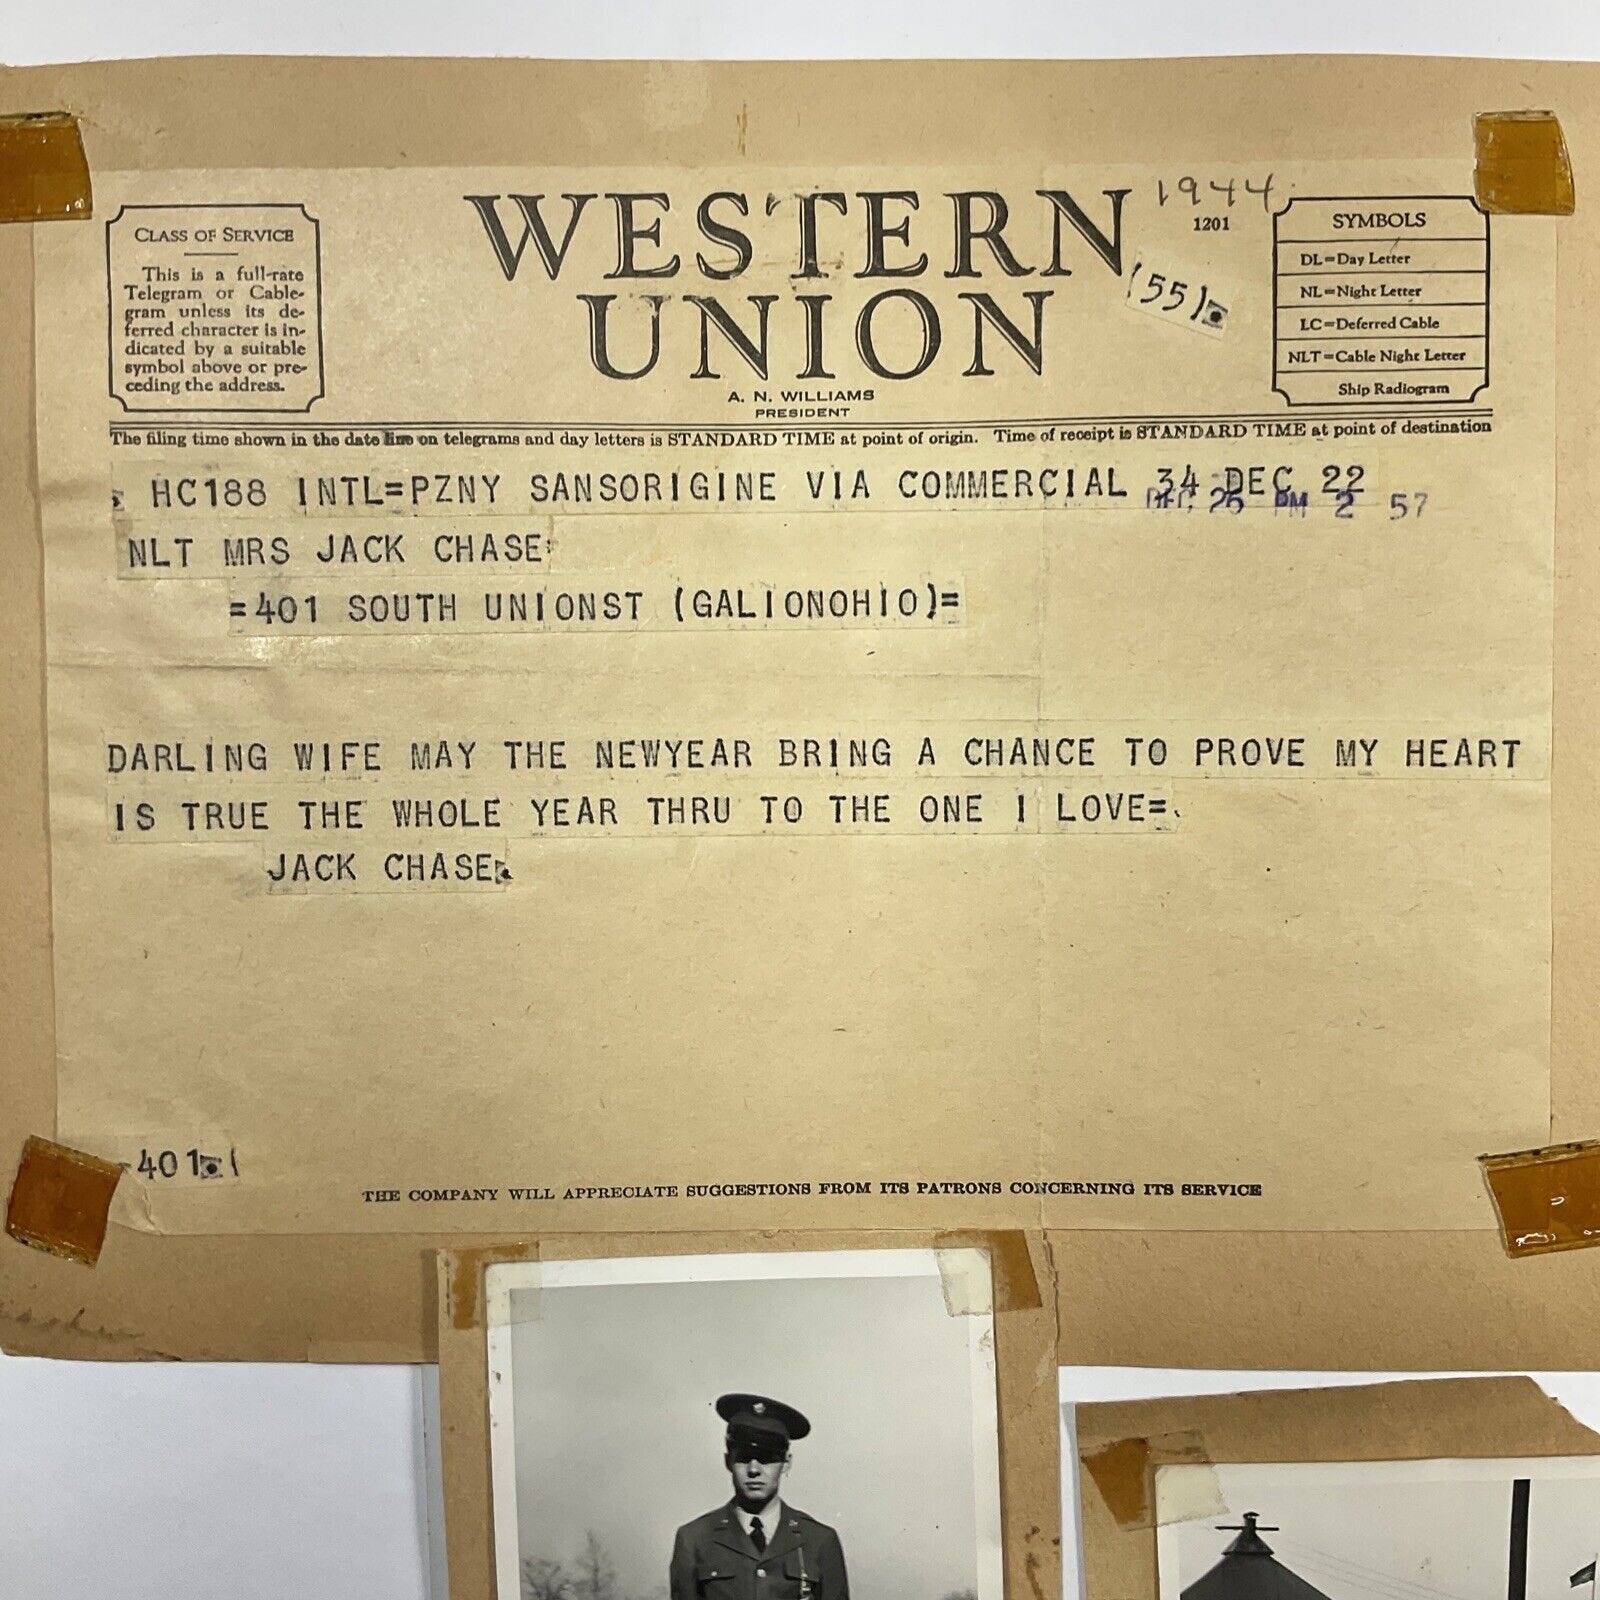 1944
WESTERN
UNION
1201
(55).
A. N. WILLIAMS
PRESIDENT
CLASS OF SERVICE
This is a full-rate
Telegram or Cable-
gram unless its de-
ferred character is in-
dicated by a suitable
symbol above or pre-
ceding the address.
SYMBOLS
DL=Day Letter
NL=Night Letter
LC=Deferred Cable
NLT=Cable Night Letter
Ship Radiogram
The filing time shown in the date line on telegrams and day letters is STANDARD TIME at point of origin. Time of receipt is STANDARD TIME at point of destination
HC188 INTL=PZNY SANSORIGINE VIA COMMERCIAL 34 DEC 22
DEC 25 PM 2 57
NLT MRS JACK CHASE
=401 SOUTH UNIONST (GALIONOHIO)=
DARLING WIFE MAY THE NEWYEAR BRING A CHANCE TO PROVE MY HEART
IS TRUE THE WHOLE YEAR THRU TO THE ONE I LOVE=
JACK CHASE.
401.
THE COMPANY WILL APPRECIATE SUGGESTIONS FROM ITS PATRONS CONCERNING ITS SERVICE